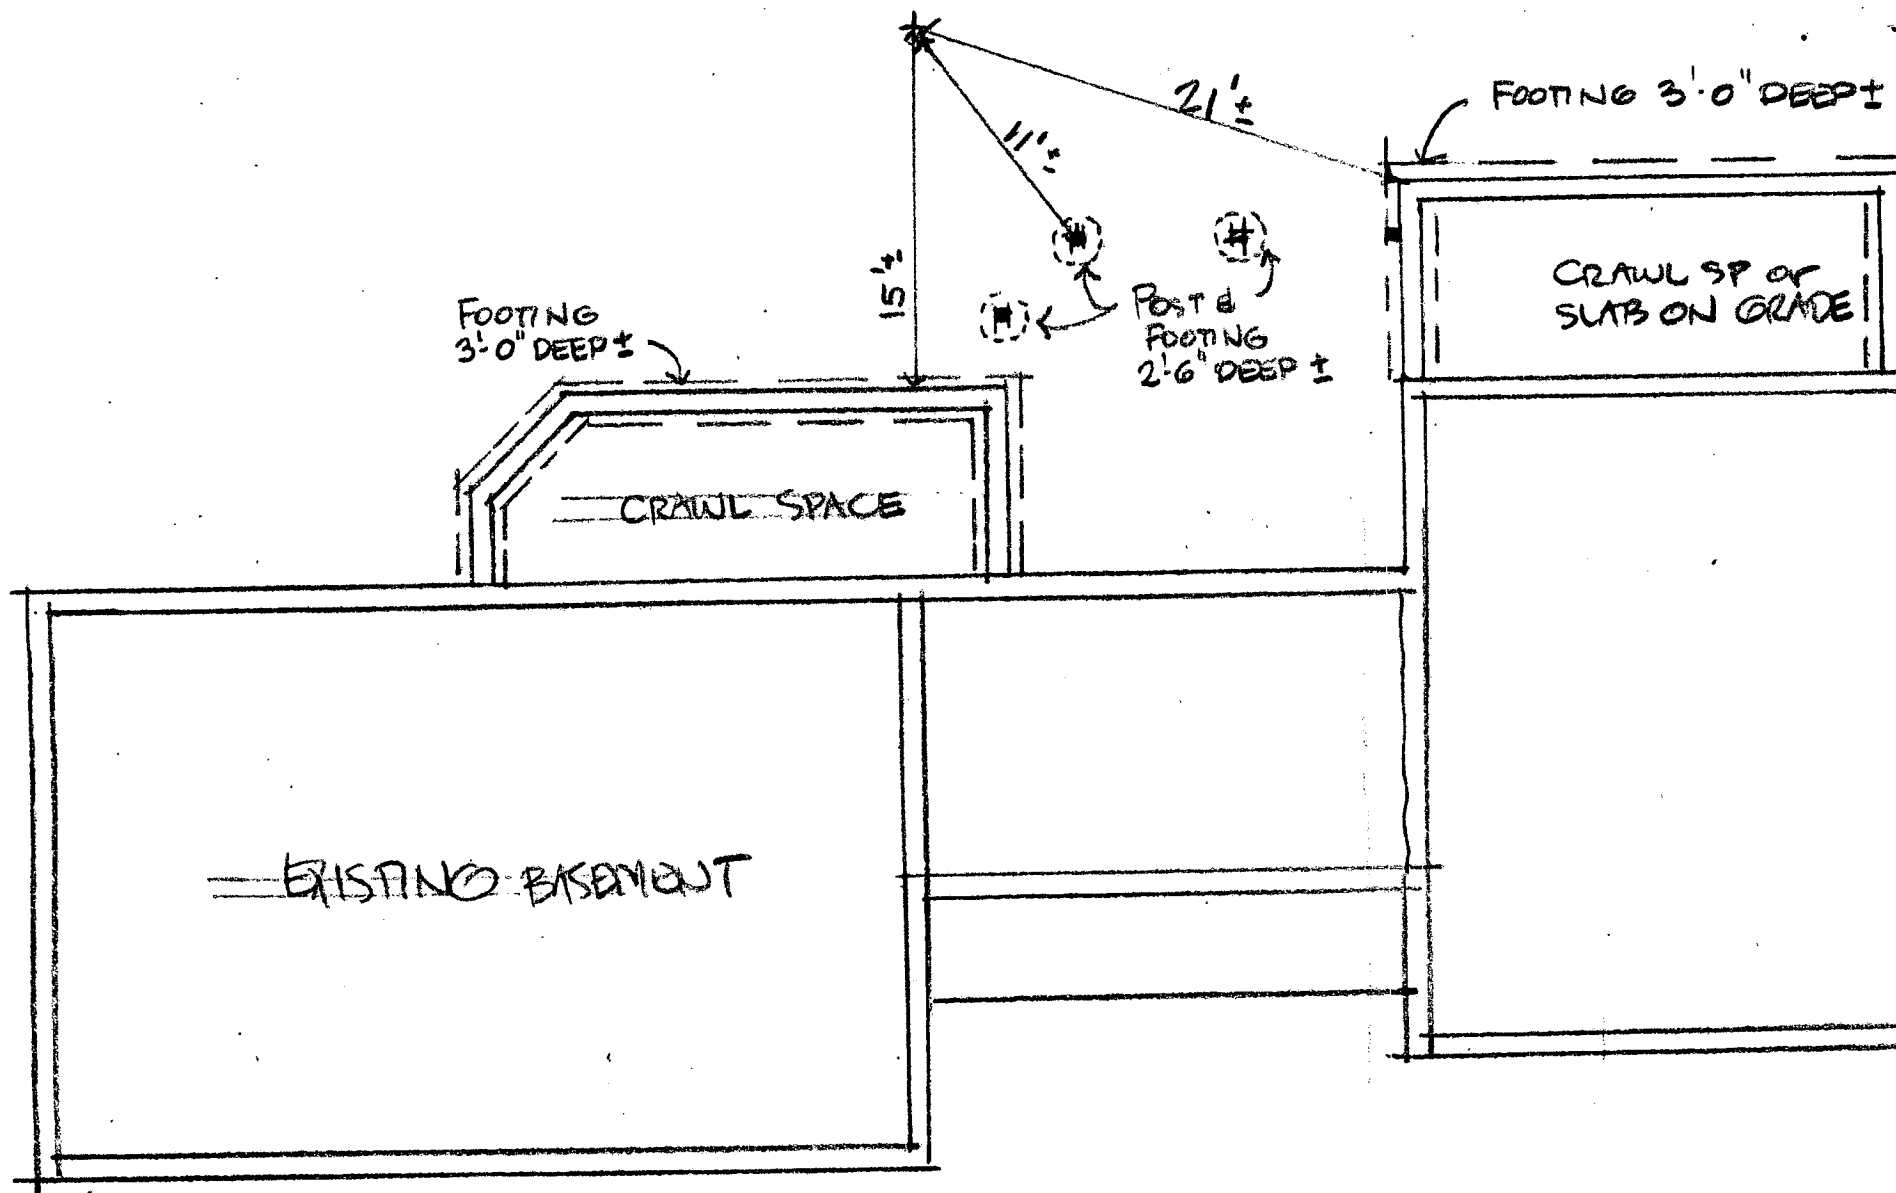 21'±
FOOTING 3'-0" DEEP ±
11'±
15'±
CRAWL SP or
SLAB ON GRADE
FOOTING
3'-0" DEEP ±
POST &
FOOTING
2'-6" DEEP ±
CRAWL SPACE
EXISTING BASEMENT